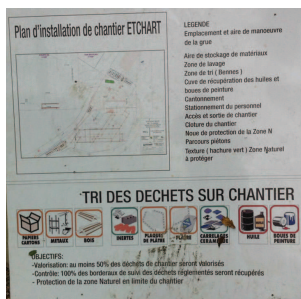 Plan d'installation de chantier ETCHART
LEGENDE
Emplacement et aire de manoeuvre
de la grue
Aire de stockage de matériaux
Zone de lavage
Zone de tri ( Bennes )
Cuve de récupération des huiles et
boues de peinture
Cantonnement
Stationnement du personnel
Accés et sortie de chantier
Cloture du chantier
Noue de protection de la Zone N
Parcours piétons
Texture ( hachure vert ) Zone Naturel
à protéger
TRI DES DECHETS SUR CHANTIER
PAPIERS
CARTONS
METAUX
BOIS
INERTES
PLAQUES
DE PLÂTRE
CARRELAGES
CERAMIQUES
HUILE
BOUES DE
PEINTURE
OBJECTIFS:
-Valorisation: au moins 50% des déchets de chantier seront valorisés
-Contrôle: 100% des bordereaux de suivi des déchets réglementés seront récupérés
- Protection de la zone Naturel en limite du chantier